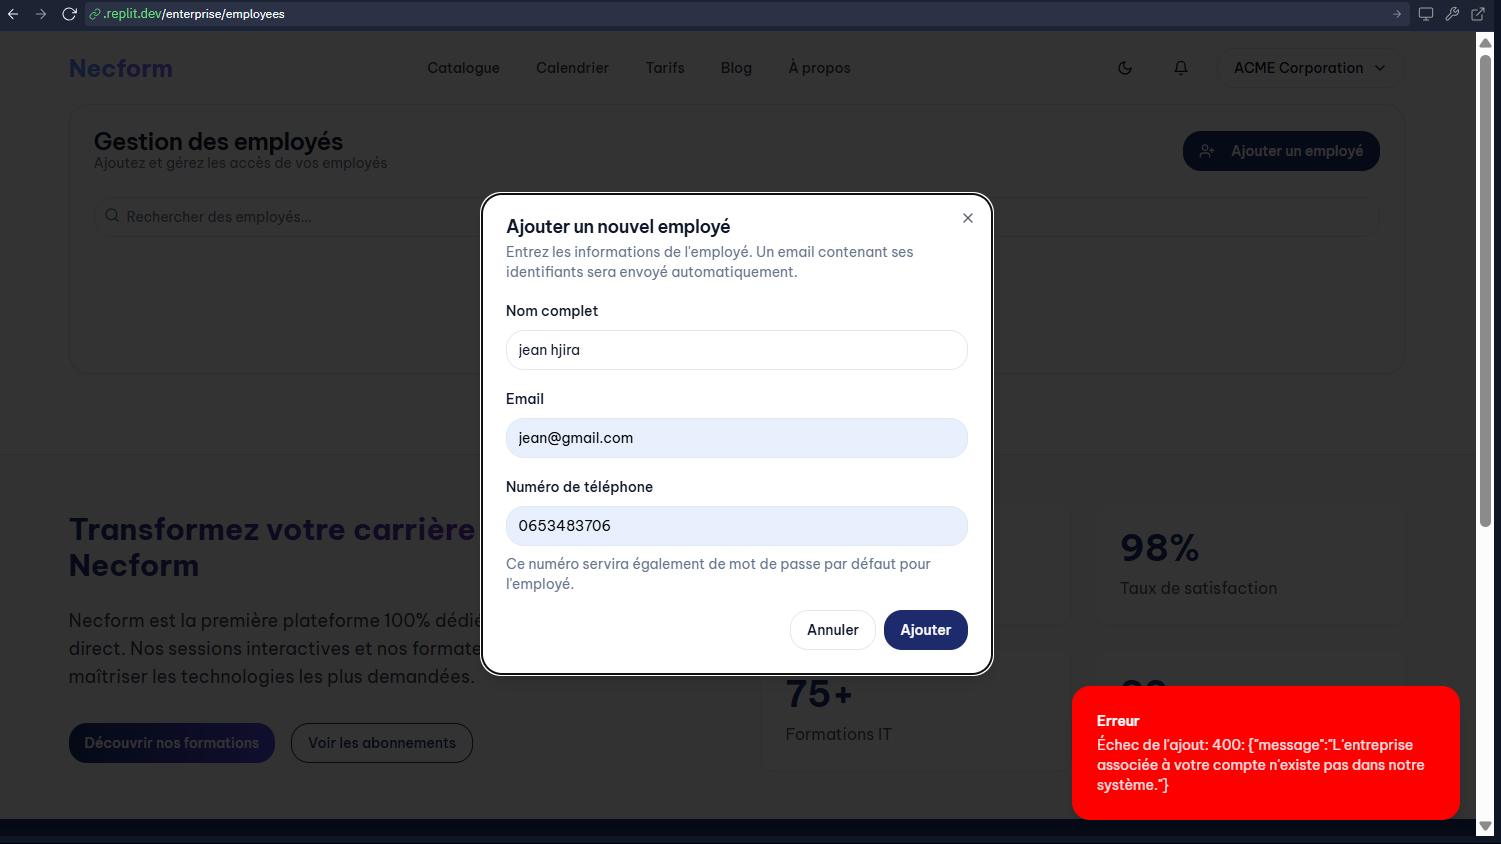 .replit.dev/enterprise/employees
Necform
Catalogue
Calendrier
Tarifs
Blog
À propos
ACME Corporation
Gestion des employés
Ajoutez et gérez les accès de vos employés
Ajouter un employé
Rechercher des employés...
Ajouter un nouvel employé
Entrez les informations de l'employé. Un email contenant ses
identifiants sera envoyé automatiquement.
Nom complet
jean hjira
Email
jean@gmail.com
Numéro de téléphone
0653483706
Ce numéro servira également de mot de passe par défaut pour
l'employé.
Annuler
Ajouter
Transformez votre carrière
Necform
Necform est la première plateforme 100%
direct. Nos sessions interactives et nos
maîtriser les technologies les plus demandées.
Découvrir nos formations
Voir les abonnements
98%
Taux de satisfaction
75+
Formations IT
Erreur
Échec de l'ajout: 400: {"message":"L'entreprise
associée à votre compte n'existe pas dans notre
système."}